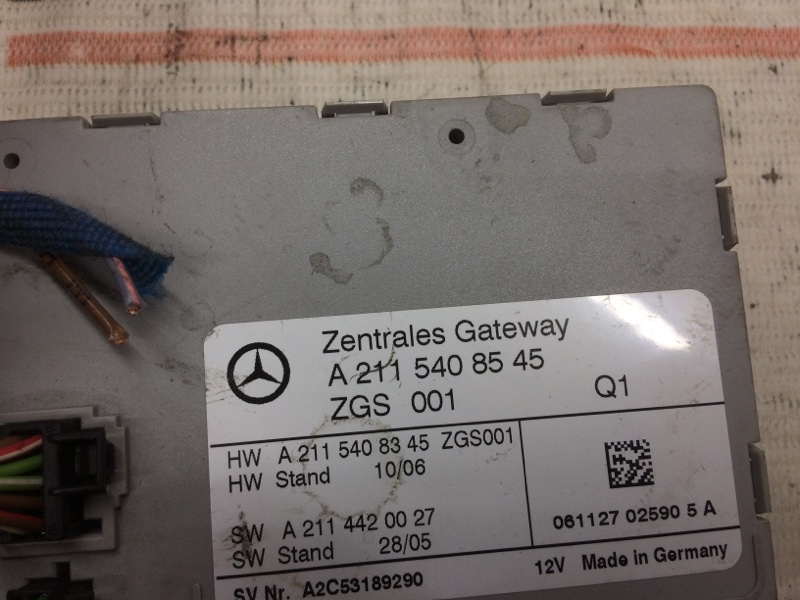 Zentrales Gateway
A 211 540 85 45
ZGS 001 Q1
HW A 211 540 83 45 ZGS001
HW Stand 10/06
SW A 211 442 00 27
SW Stand 28/05
061127 02590 5 A
SV Nr. A2C53189290 12V Made in Germany